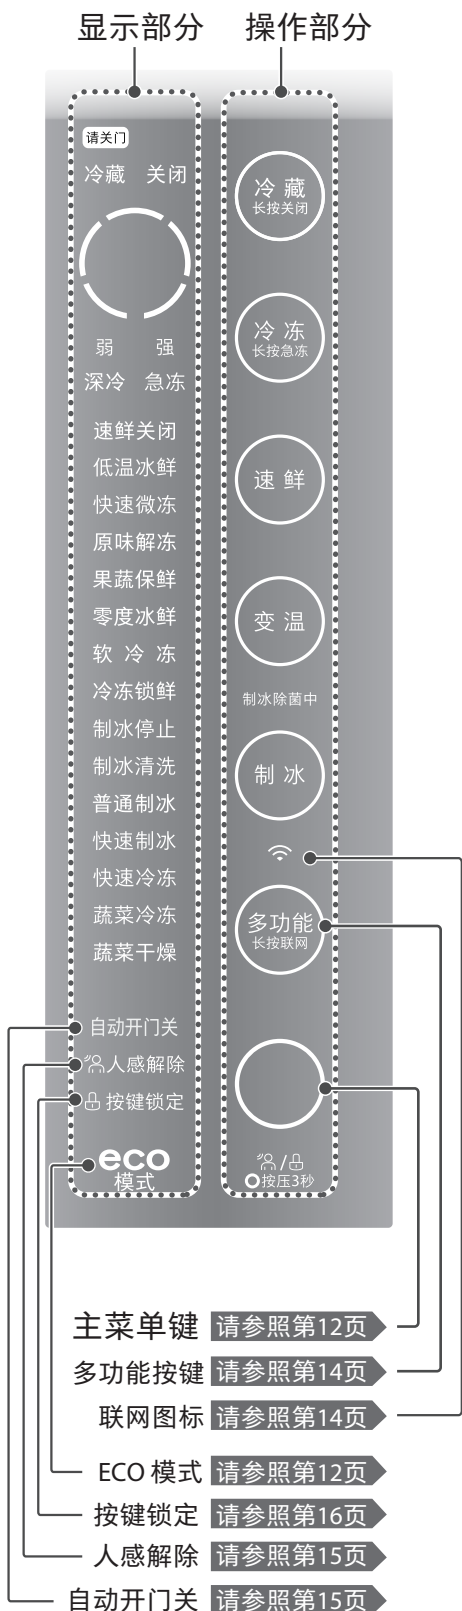 显示部分
操作部分
请关门
冷藏 关闭
弱 强
深冷 急冻
速鲜关闭
低温冰鲜
快速微冻
原味解冻
果蔬保鲜
零度冰鲜
软冷冻
冷冻锁鲜
制冰停止
制冰清洗
普通制冰
快速制冰
快速冷冻
蔬菜冷冻
蔬菜干燥
自动开门关
人感解除
按键锁定
eco
模式
冷藏
长按关闭
冷冻
长按急冻
速鲜
变温
制冰除菌中
制冰
多功能
长按联网
/
按压3秒
主菜单键 请参照第12页
多功能按键 请参照第14页
联网图标 请参照第14页
ECO 模式 请参照第12页
按键锁定 请参照第16页
人感解除 请参照第15页
自动开门关 请参照第15页